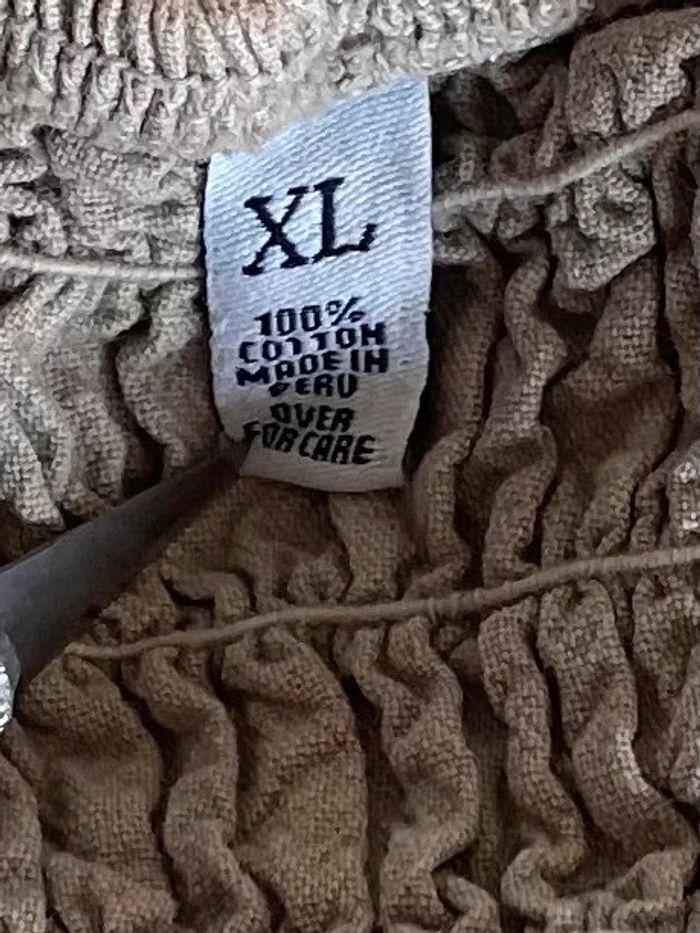 XL
100%
COTTON
MADE IN
PERU
OVER
FOR CARE